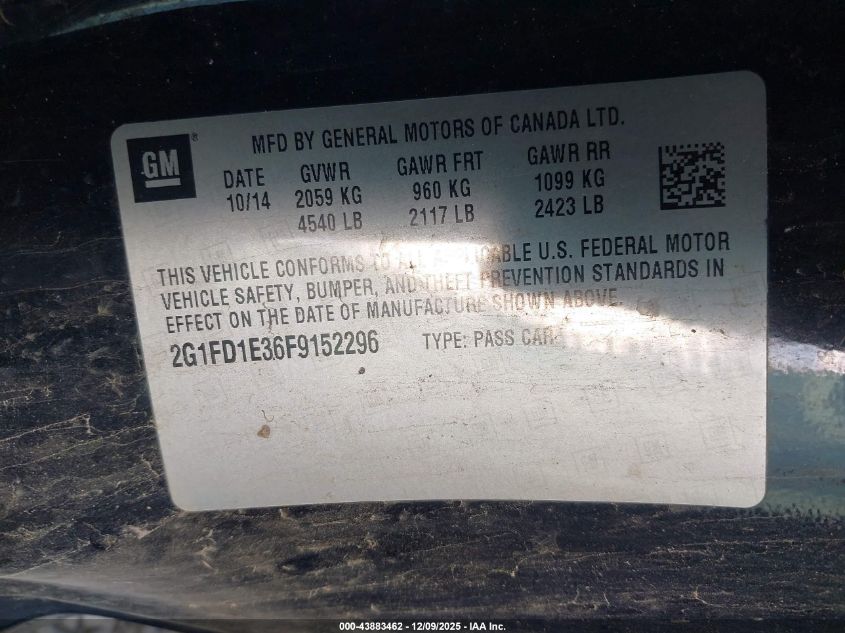 GM
MFD BY GENERAL MOTORS OF CANADA LTD.
DATE GVWR GAWR FRT GAWR RR
10/14 2059 KG 960 KG 1099 KG
4540 LB 2117 LB 2423 LB
THIS VEHICLE CONFORMS TO ALL APPLICABLE U.S. FEDERAL MOTOR
VEHICLE SAFETY, BUMPER, AND THEFT PREVENTION STANDARDS IN
EFFECT ON THE DATE OF MANUFACTURE SHOWN ABOVE.
2G1FD1E36F9152296 TYPE: PASS CAR
000-43883462 - 12/09/2025 - IAA Inc.